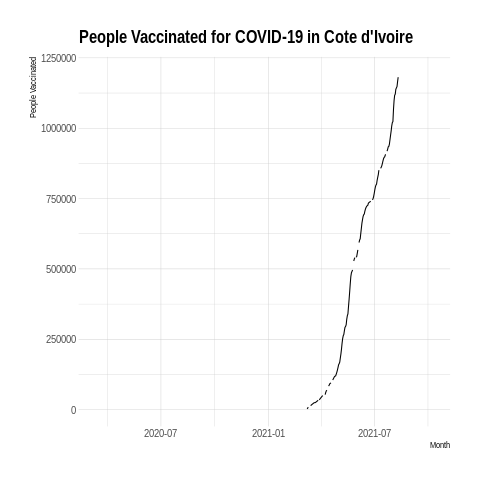 People Vaccinated for COVID-19 in Cote d'Ivoire
People Vaccinated
1250000
1000000
750000
500000
250000
0
2020-07 2021-01 2021-07
Month